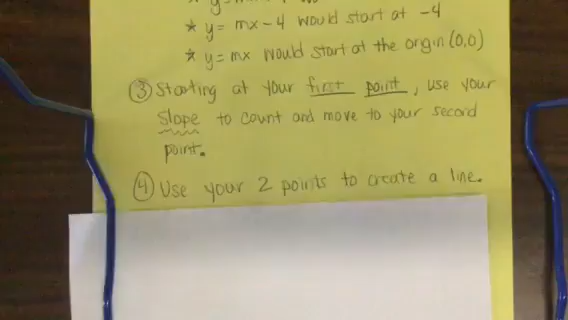 * y = mx - 4 would start at -4
* y = mx would start at the origin (0,0)
③ Starting at your first point, use your
slope to count and move to your second
point.
④ Use your 2 points to create a line.